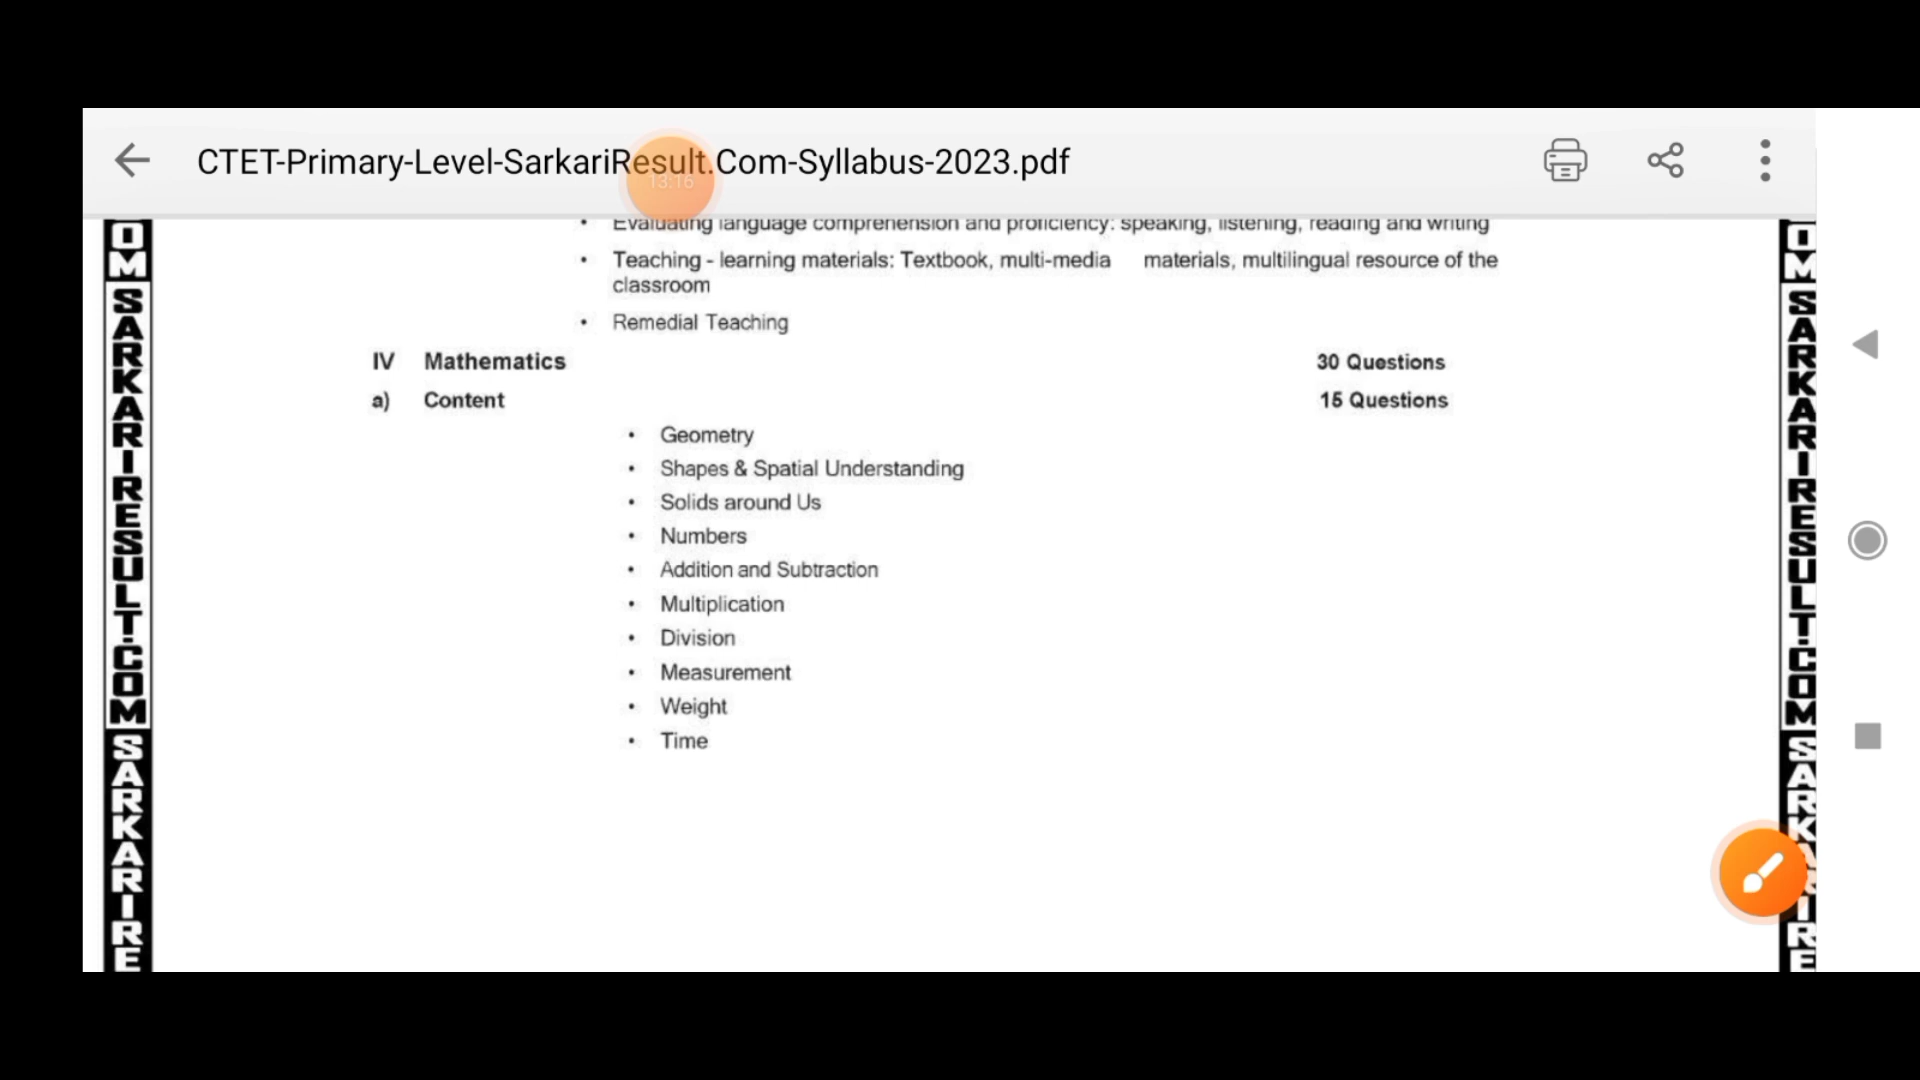 CTET-Primary-Level-SarkariResult.Com-Syllabus-2023.pdf
13:16
• Evaluating language comprehension and proficiency: speaking, listening, reading and writing
• Teaching - learning materials: Textbook, multi-media materials, multilingual resource of the
classroom
• Remedial Teaching
IV Mathematics 30 Questions
a) Content 15 Questions
• Geometry
• Shapes & Spatial Understanding
• Solids around Us
• Numbers
• Addition and Subtraction
• Multiplication
• Division
• Measurement
• Weight
• Time
OM SARKARIRESULT.COM SARKARIRE
OM SARKARIRESULT.COM SARKARIRE